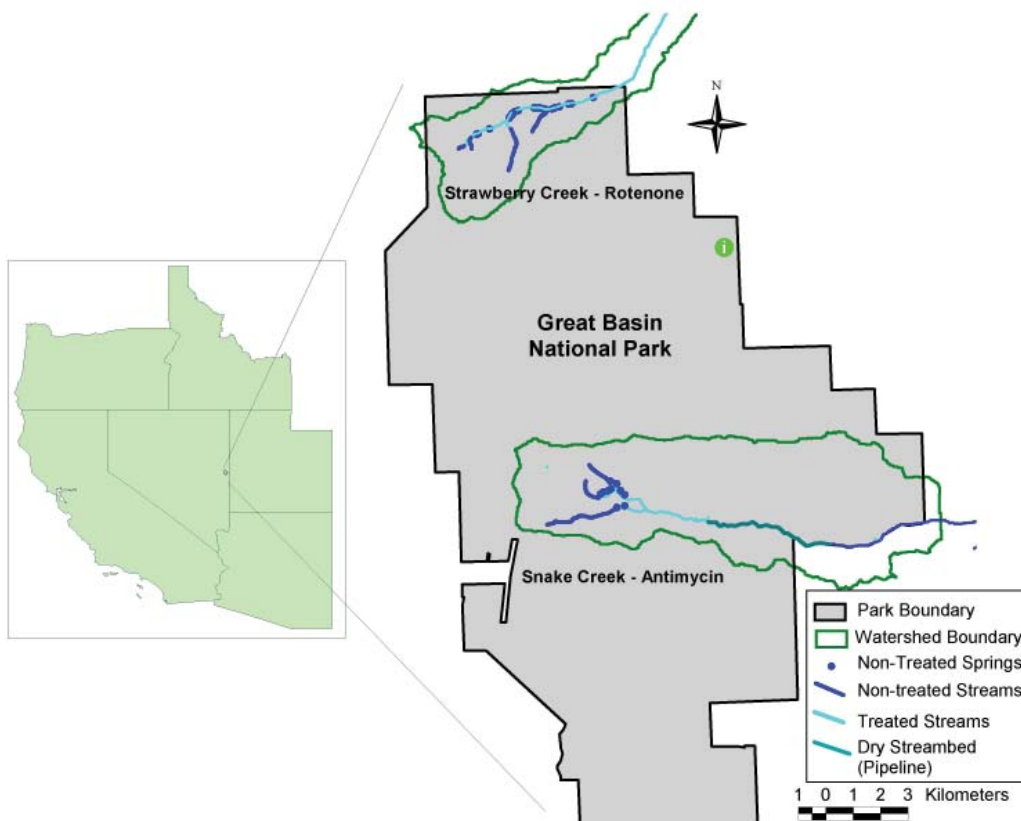 N
Strawberry Creek - Rotenone
i
Great Basin
National Park
Snake Creek - Antimycin
Park Boundary
Watershed Boundary
Non-Treated Springs
Non-treated Streams
Treated Streams
Dry Streambed
(Pipeline)
1 0 1 2 3 Kilometers